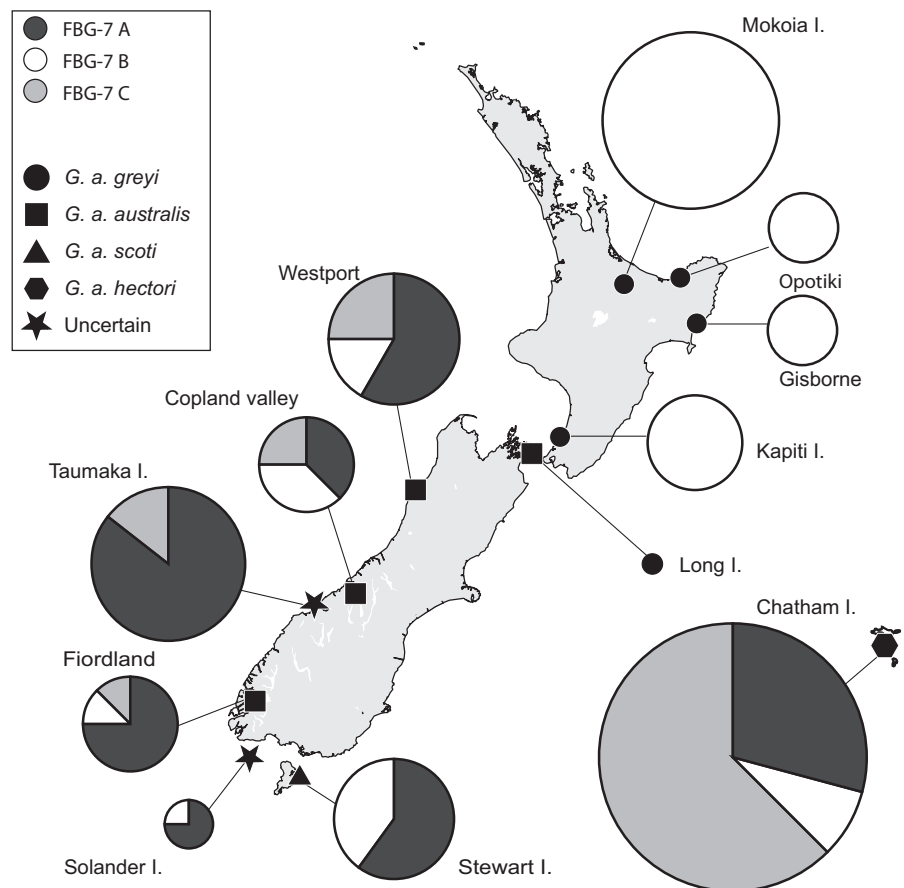 FBG-7 A
FBG-7 B
FBG-7 C
G. a. greyi
G. a. australis
G. a. scoti
G. a. hectori
Uncertain
Mokoia I.
Opotiki
Gisborne
Westport
Copland valley
Kapiti I.
Taumaka I.
Long I.
Chatham I.
Fiordland
Solander I.
Stewart I.